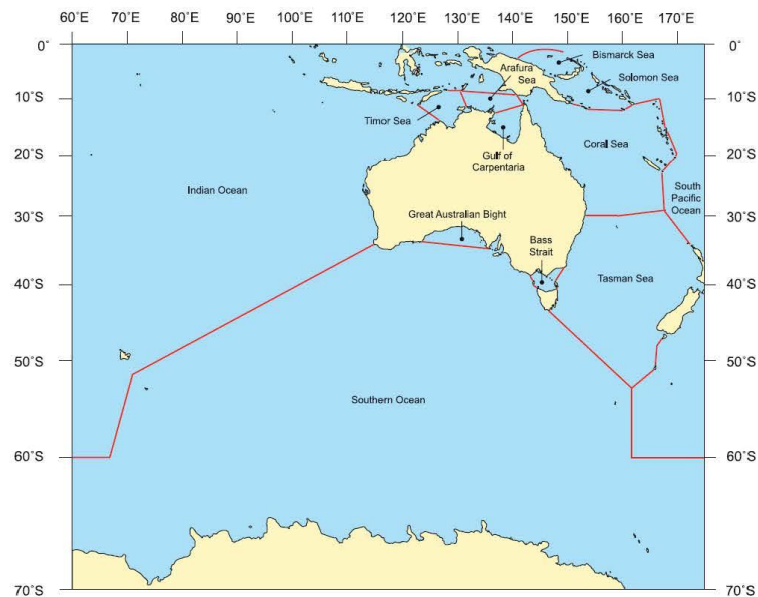 60°E 70°E 80°E 90°E 100°E 110°E 120°E 130°E 140°E 150°E 160°E 170°E
0° 0°
Bismarck Sea
Arafura
Sea
Solomon Sea
10°S 10°S
Timor Sea
Coral Sea
20°S 20°S
Gulf of
Carpentaria
Indian Ocean
South
Pacific
Ocean
30°S 30°S
Great Australian Bight
Bass
Strait
Tasman Sea
40°S 40°S
50°S 50°S
Southern Ocean
60°S 60°S
70°S 70°S